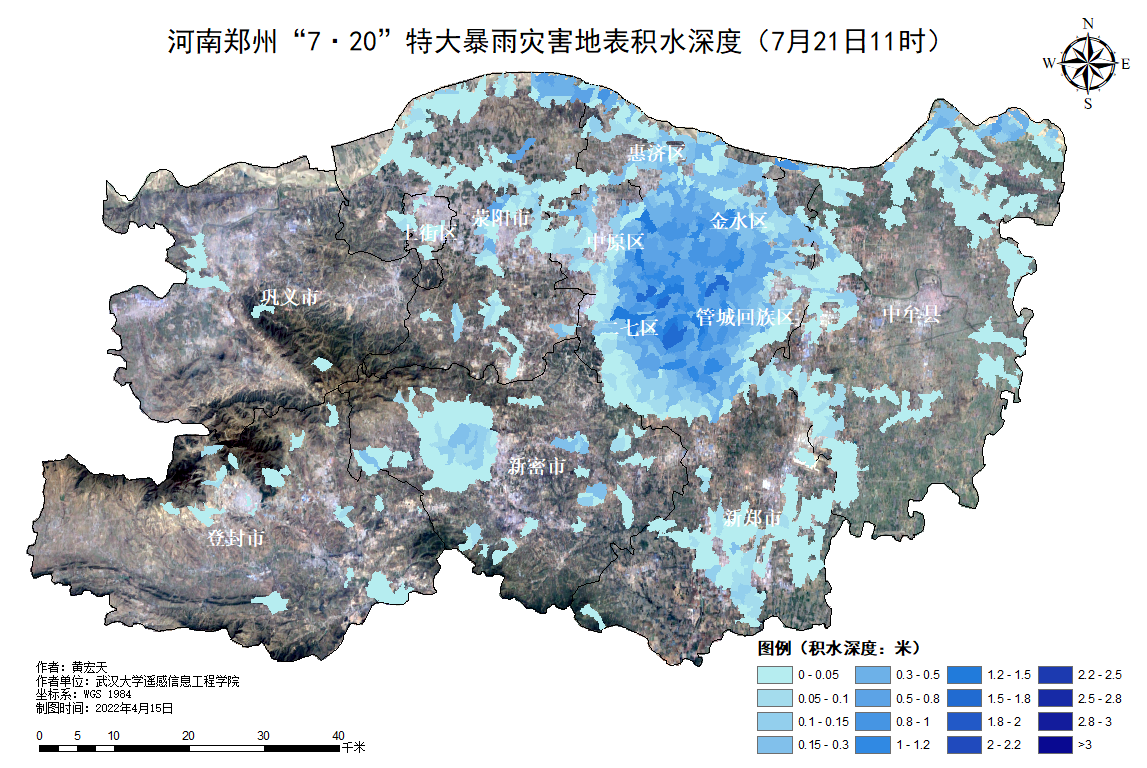 河南郑州“7·20”特大暴雨灾害地表积水深度（7月21日11时）
N
W
E
S
惠济区
金水区
荥阳市
上街区
中原区
巩义市
管城回族区
中牟县
二七区
新密市
新郑市
登封市
图例（积水深度：米）
0 - 0.05
0.3 - 0.5
1.2 - 1.5
2.2 - 2.5
0.05 - 0.1
0.5 - 0.8
1.5 - 1.8
2.5 - 2.8
0.1 - 0.15
0.8 - 1
1.8 - 2
2.8 - 3
0.15 - 0.3
1 - 1.2
2 - 2.2
>3
作者：黄宏天
作者单位：武汉大学遥感信息工程学院
坐标系：WGS 1984
制图时间：2022年4月15日
0 5 10 20 30 40
千米